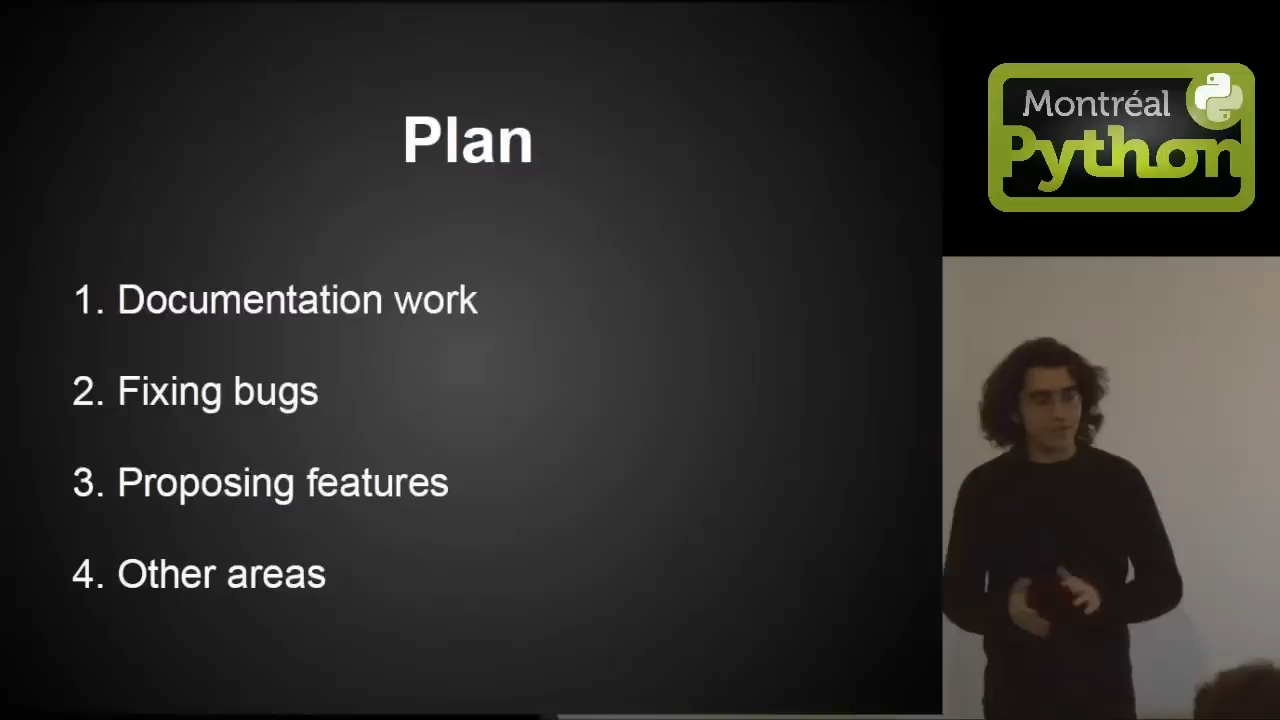 Plan
1. Documentation work
2. Fixing bugs
3. Proposing features
4. Other areas
Montréal
Python